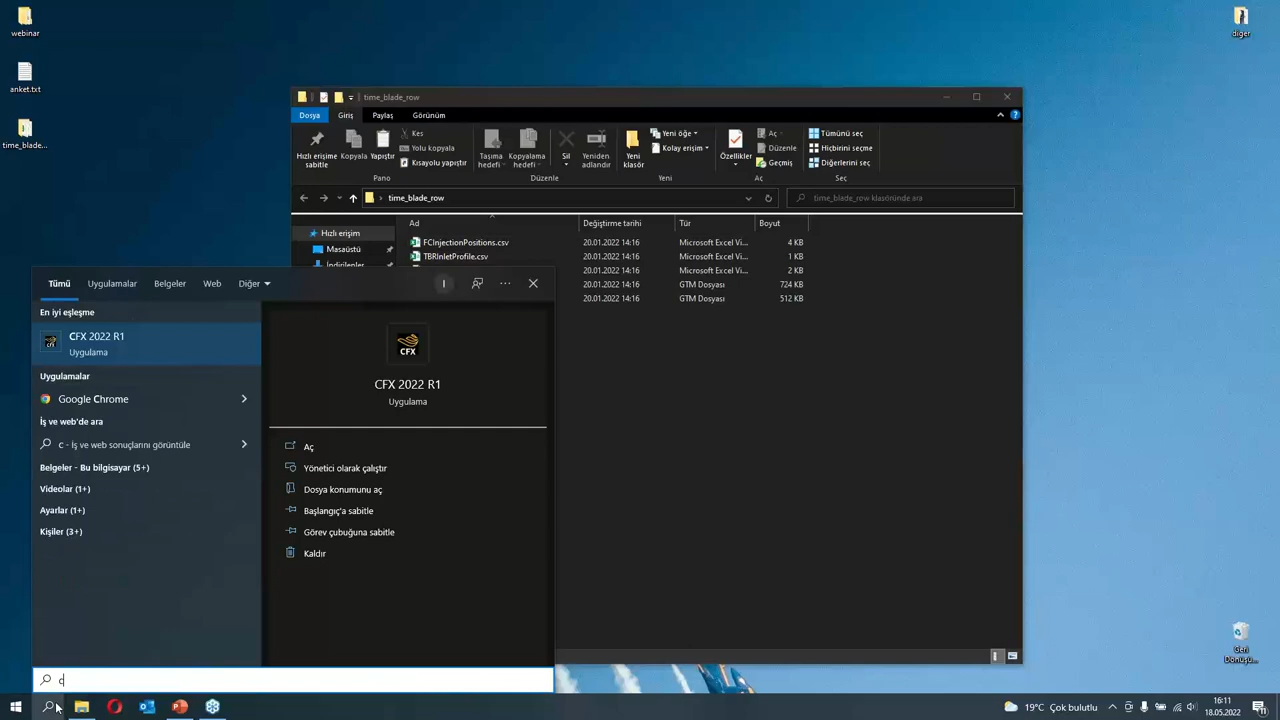 webinar
anket.txt
time_blade...
diger
time_blade_row
Dosya
Giriş
Paylaş
Görünüm
Hızlı erişime sabitle
Kopyala
Yapıştır
Kes
Yolu kopyala
Kısayolu yapıştır
Pano
Taşıma hedefi
Kopyalama hedefi
Sil
Yeniden adlandır
Düzenle
Yeni klasör
Yeni öğe
Kolay erişim
Yeni
Özellikler
Aç
Düzenle
Geçmiş
Aç
Tümünü seç
Hiçbirini seçme
Diğerlerini seç
Seç
time_blade_row
time_blade_row klasöründe ara
Hızlı erişim
Masaüstü
İndirilenler
Ad
Değiştirme tarihi
Tür
Boyut
FCInjectionPositions.csv
20.01.2022 14:16
Microsoft Excel Vi...
4 KB
TBRInletProfile.csv
20.01.2022 14:16
Microsoft Excel Vi...
1 KB
20.01.2022 14:16
Microsoft Excel Vi...
2 KB
20.01.2022 14:16
GTM Dosyası
724 KB
20.01.2022 14:16
GTM Dosyası
512 KB
Tümü
Uygulamalar
Belgeler
Web
Diğer
I
En iyi eşleşme
CFX 2022 R1
Uygulama
Uygulamalar
Google Chrome
İş ve web'de ara
c - İş ve web sonuçlarını görüntüle
Belgeler - Bu bilgisayar (5+)
Videolar (1+)
Ayarlar (1+)
Kişiler (3+)
CFX
CFX 2022 R1
Uygulama
Aç
Yönetici olarak çalıştır
Dosya konumunu aç
Başlangıç'a sabitle
Görev çubuğuna sabitle
Kaldır
c
Geri
Dönüşü...
19°C Çok bulutlu
16:11
18.05.2022